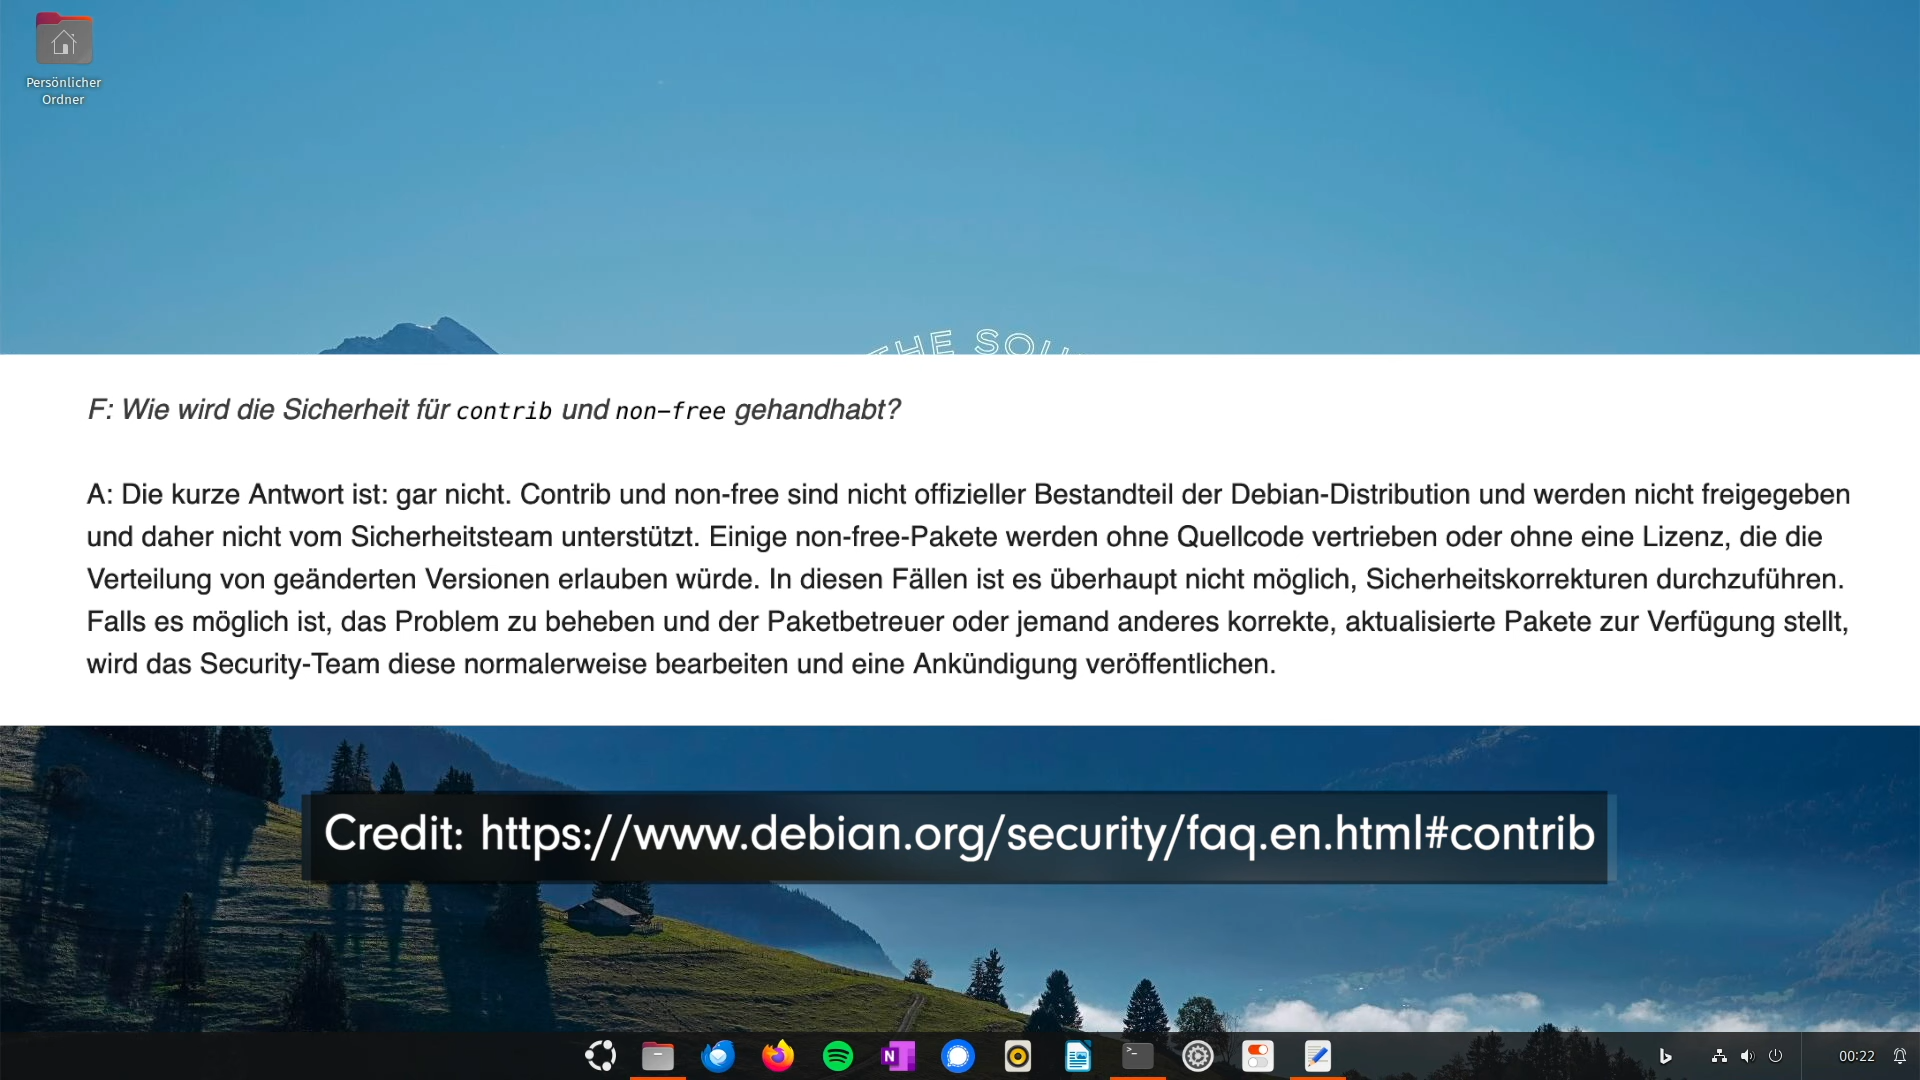 Persönlicher
Ordner
THE SOU
F: Wie wird die Sicherheit für contrib und non-free gehandhabt?
A: Die kurze Antwort ist: gar nicht. Contrib und non-free sind nicht offizieller Bestandteil der Debian-Distribution und werden nicht freigegeben
und daher nicht vom Sicherheitsteam unterstützt. Einige non-free-Pakete werden ohne Quellcode vertrieben oder ohne eine Lizenz, die die
Verteilung von geänderten Versionen erlauben würde. In diesen Fällen ist es überhaupt nicht möglich, Sicherheitskorrekturen durchzuführen.
Falls es möglich ist, das Problem zu beheben und der Paketbetreuer oder jemand anderes korrekte, aktualisierte Pakete zur Verfügung stellt,
wird das Security-Team diese normalerweise bearbeiten und eine Ankündigung veröffentlichen.
Credit: https://www.debian.org/security/faq.en.html#contrib
00:22